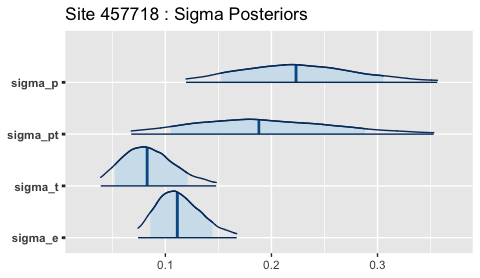 Site 457718 : Sigma Posteriors
sigma_p
sigma_pt
sigma_t
sigma_e
0.1 0.2 0.3